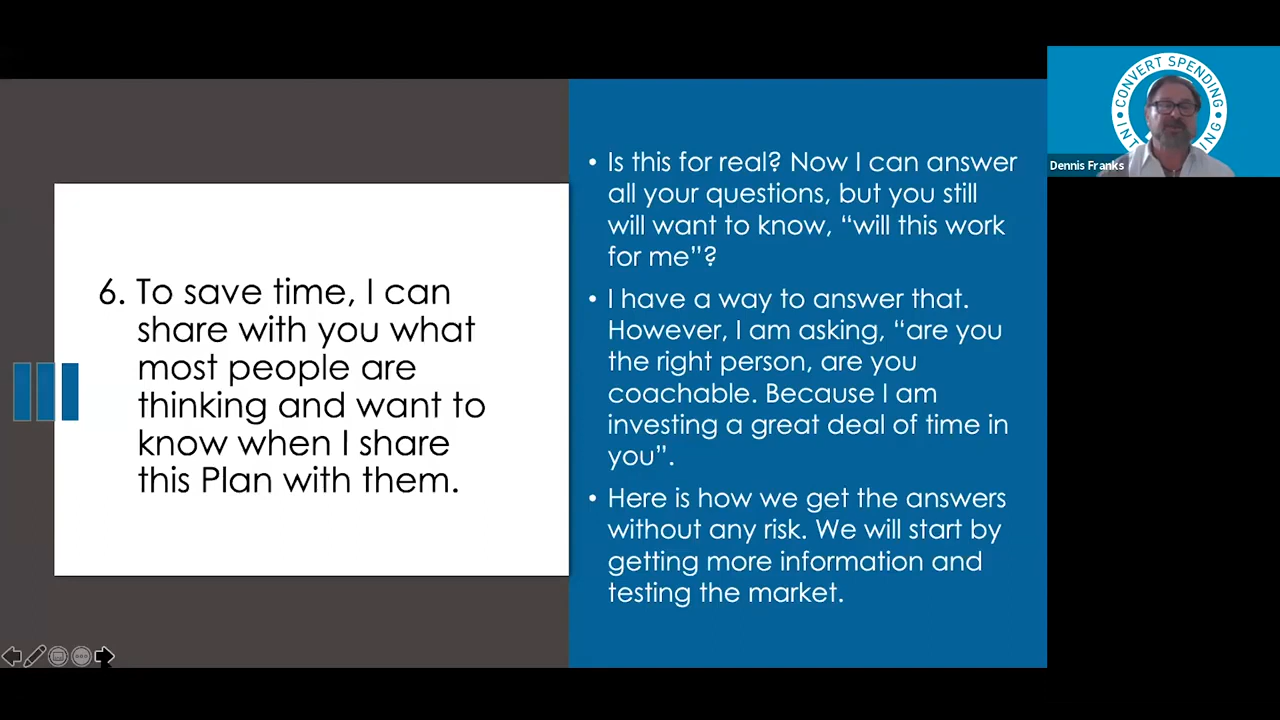 6. To save time, I can
share with you what
most people are
thinking and want to
know when I share
this Plan with them.
• Is this for real? Now I can answer
all your questions, but you still
will want to know, “will this work
for me”?
• I have a way to answer that.
However, I am asking, “are you
the right person, are you
coachable. Because I am
investing a great deal of time in
you”.
• Here is how we get the answers
without any risk. We will start by
getting more information and
testing the market.
• CONVERT SPENDING •
INT
ING
Dennis Franks